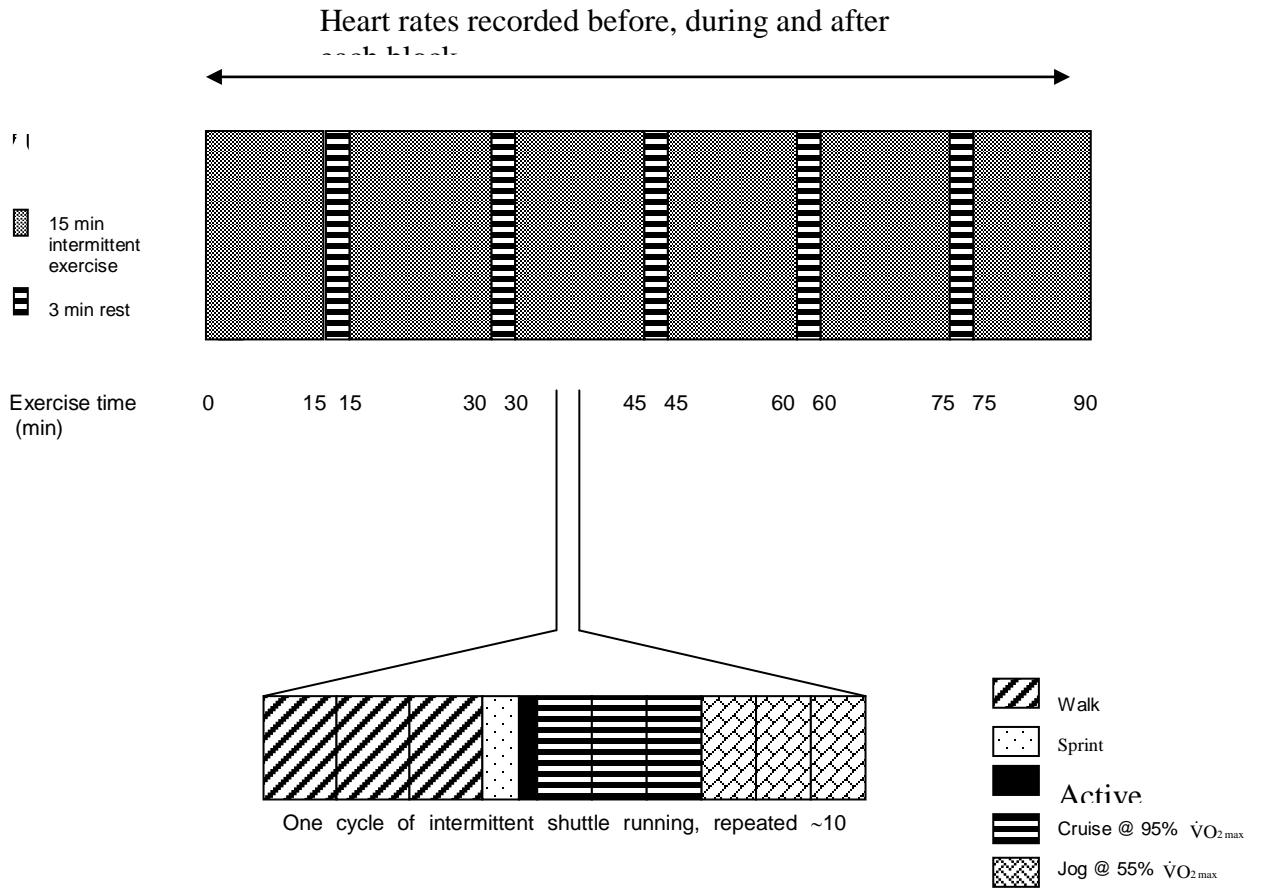 Heart rates recorded before, during and after
each block
15 min
intermittent
exercise
3 min rest
Exercise time
(min)
0 15 15 30 30 45 45 60 60 75 75 90
Walk
Sprint
Active
One cycle of intermittent shuttle running, repeated ~10
Cruise @ 95% V̇O2 max
Jog @ 55% V̇O2 max